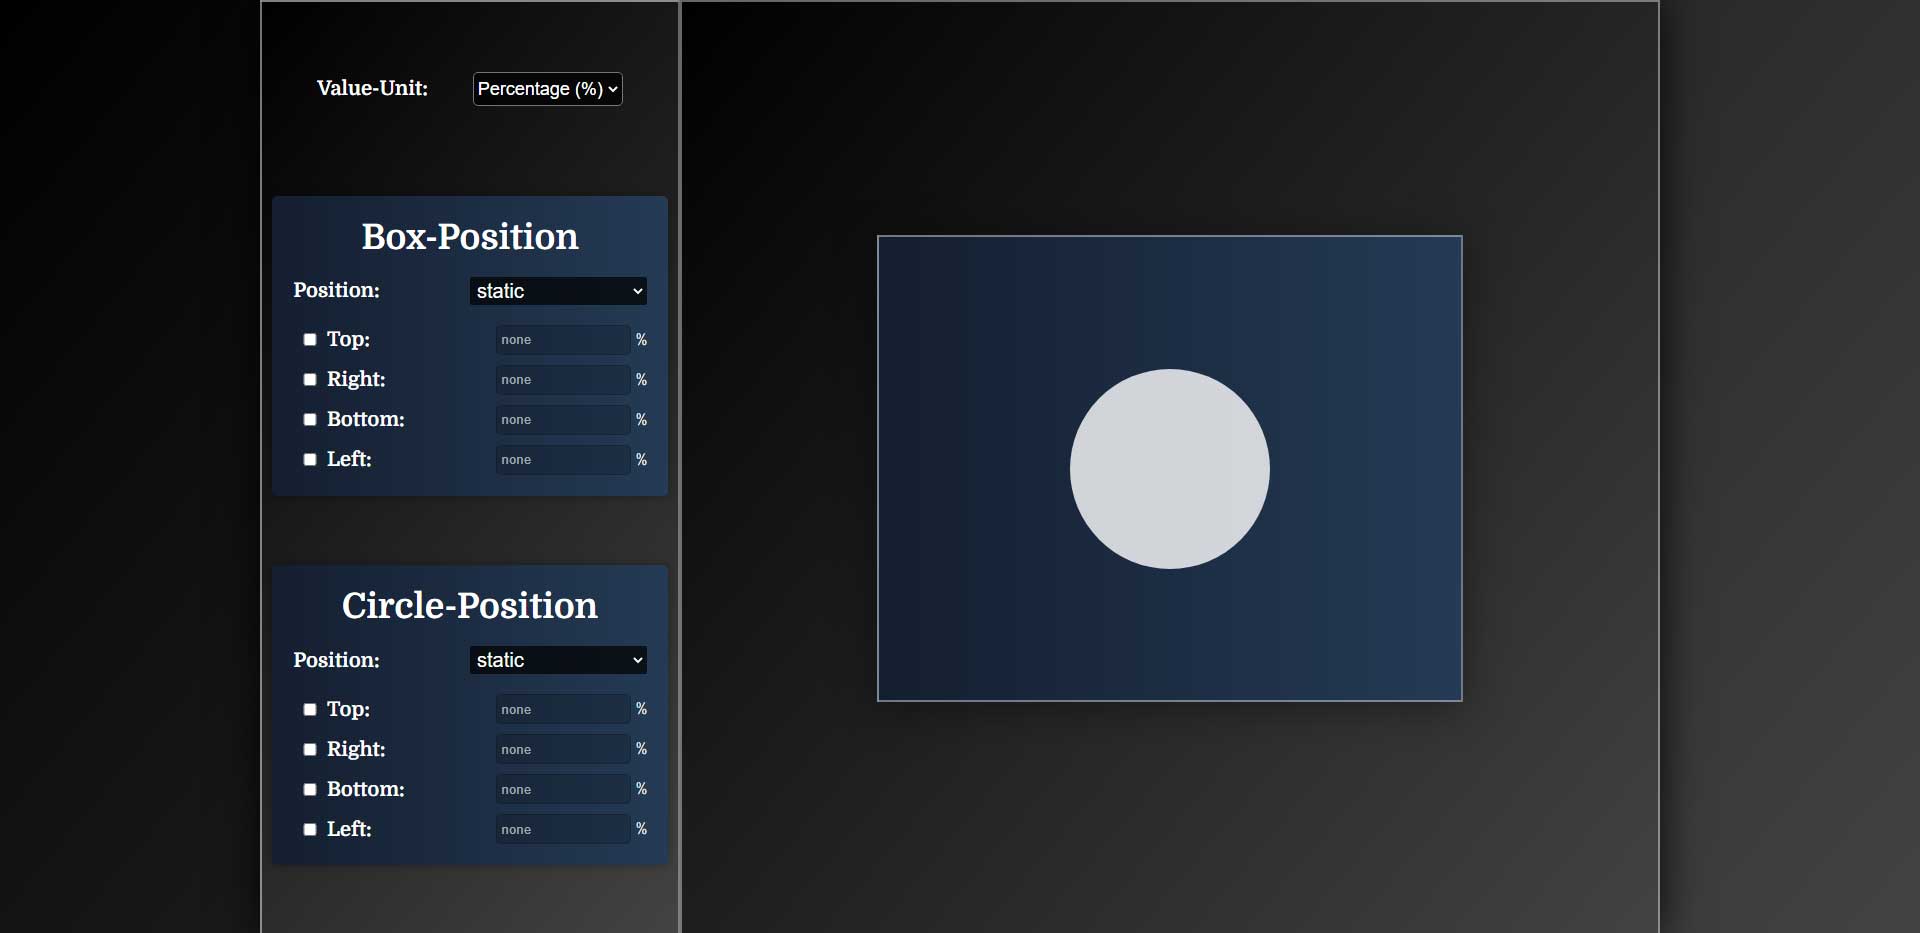 Value-Unit: Percentage (%)
Box-Position
Position: static
Top: none %
Right: none %
Bottom: none %
Left: none %
Circle-Position
Position: static
Top: none %
Right: none %
Bottom: none %
Left: none %